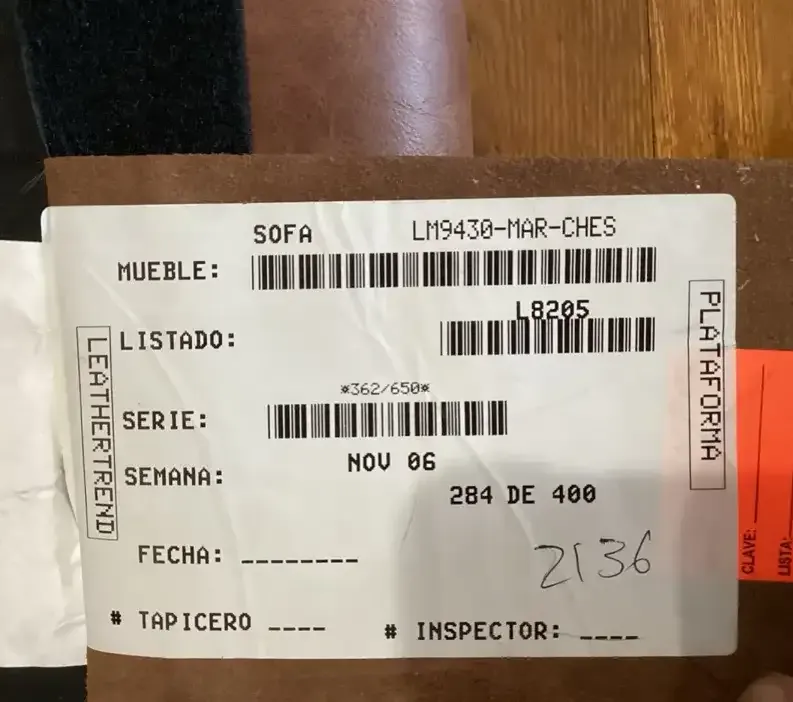 SOFA LM9430-MAR-CHES
MUEBLE:
L8205
LISTADO:
*362/650*
SERIE:
NOV 06
SEMANA:
284 DE 400
FECHA: --------
2136
# TAPICERO ----
# INSPECTOR: ----
LEATHERTREND
PLATAFORMA
CLAVE:
LISTA: